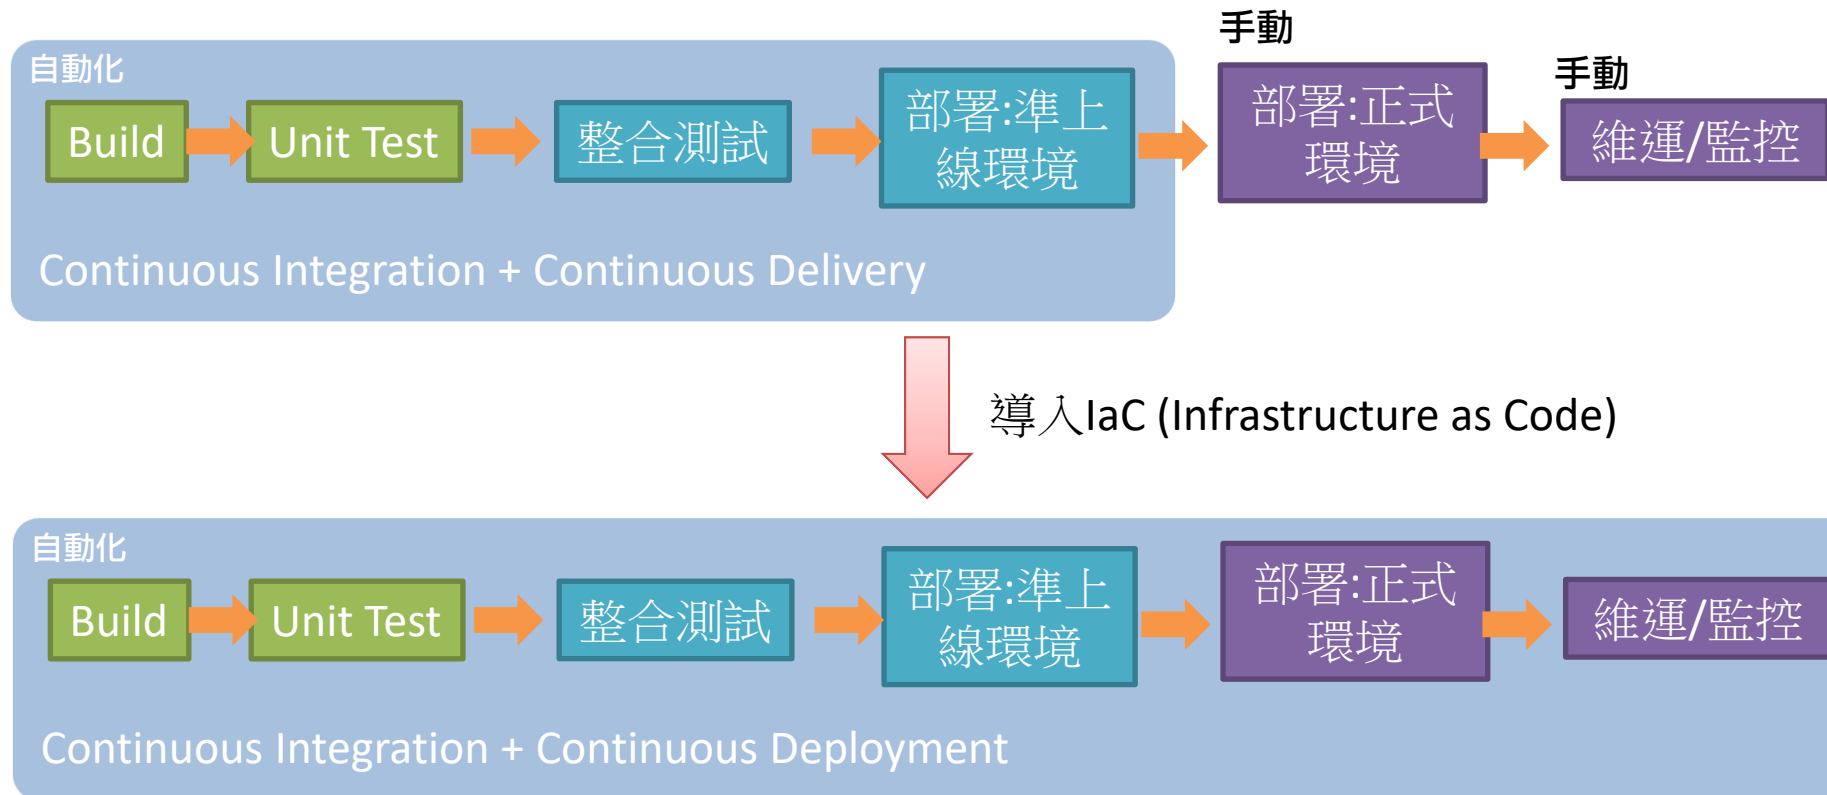 手動
自動化
手動
Build
Unit Test
整合測試
部署:準上
線環境
部署:正式
環境
維運/監控
Continuous Integration + Continuous Delivery
導入IaC (Infrastructure as Code)
自動化
Build
Unit Test
整合測試
部署:準上
線環境
部署:正式
環境
維運/監控
Continuous Integration + Continuous Deployment